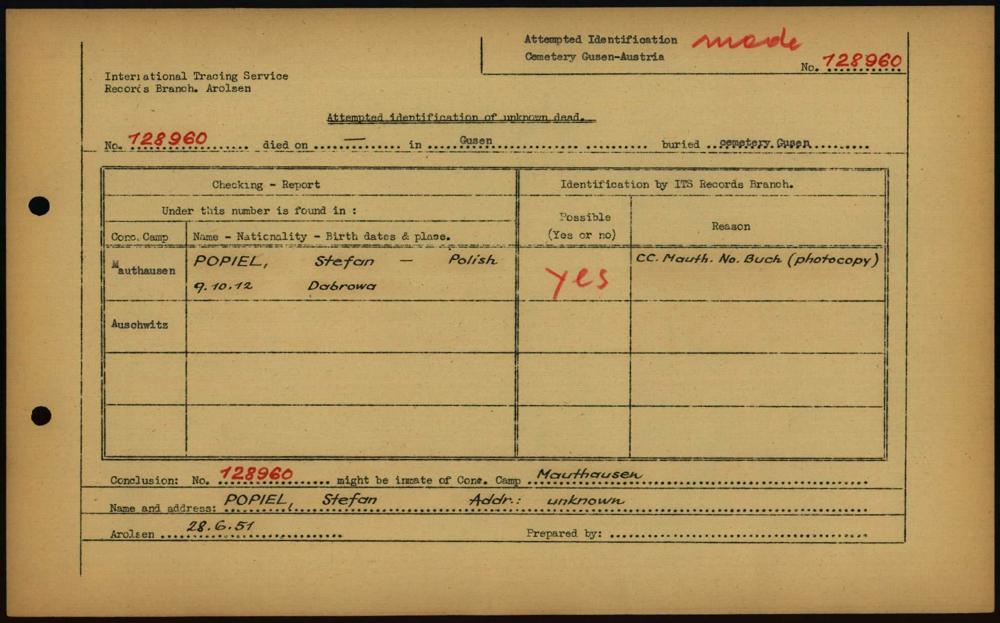 Attempted Identification made
Cemetery Gusen-Austria
No. 128960
International Tracing Service
Records Branch. Arolsen
Attempted identification of unknown dead.
No. 128960 died on — in Gusen buried cemetery Gusen
Checking - Report
Identification by ITS Records Branch.
Under this number is found in :
Possible
(Yes or no)
Reason
Conc. Camp
Name - Nationality - Birth dates & place.
Mauthausen
POPIEL, Stefan — Polish
9.10.12 Dabrowa
yes
CC. Mauth. No. Buch (photocopy)
Auschwitz
Conclusion: No. 128960 might be inmate of Conc. Camp Mauthausen
Name and address: POPIEL, Stefan Addr.: unknown
Arolsen 28.6.51
Prepared by: